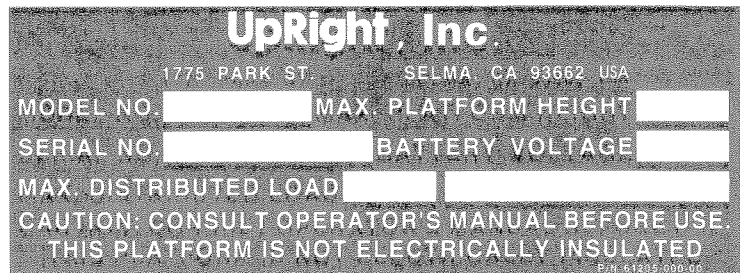 UpRight, Inc.
1775 PARK ST. SELMA, CA 93662 USA
MODEL NO. MAX. PLATFORM HEIGHT
SERIAL NO. BATTERY VOLTAGE
MAX. DISTRIBUTED LOAD
CAUTION: CONSULT OPERATOR'S MANUAL BEFORE USE.
THIS PLATFORM IS NOT ELECTRICALLY INSULATED
P/N 61205-000-00